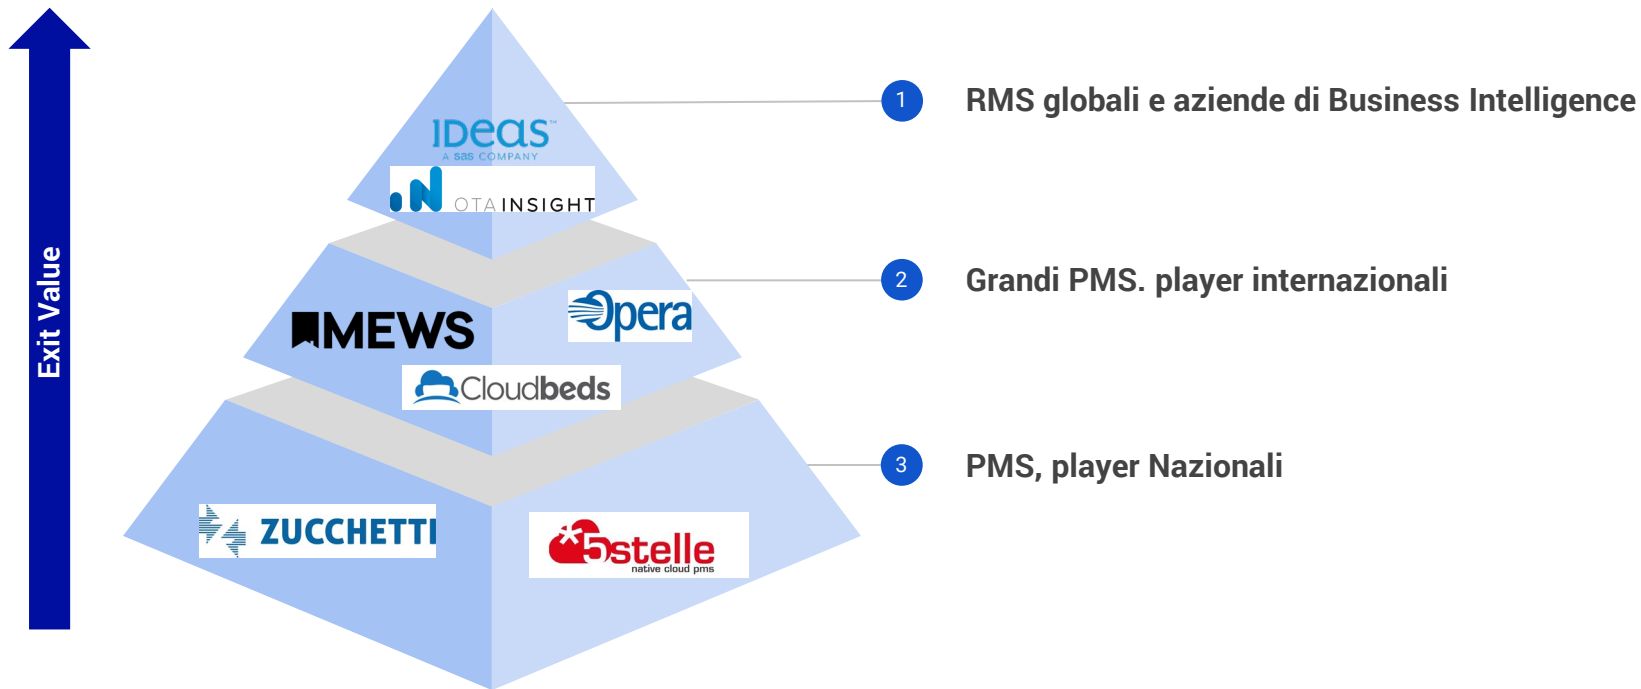 Exit Value
IDeaS™
A sas COMPANY
OTA INSIGHT
1
RMS globali e aziende di Business Intelligence
MEWS
Opera
Cloudbeds
2
Grandi PMS. player internazionali
ZUCCHETTI
*5stelle
native cloud pms
3
PMS, player Nazionali